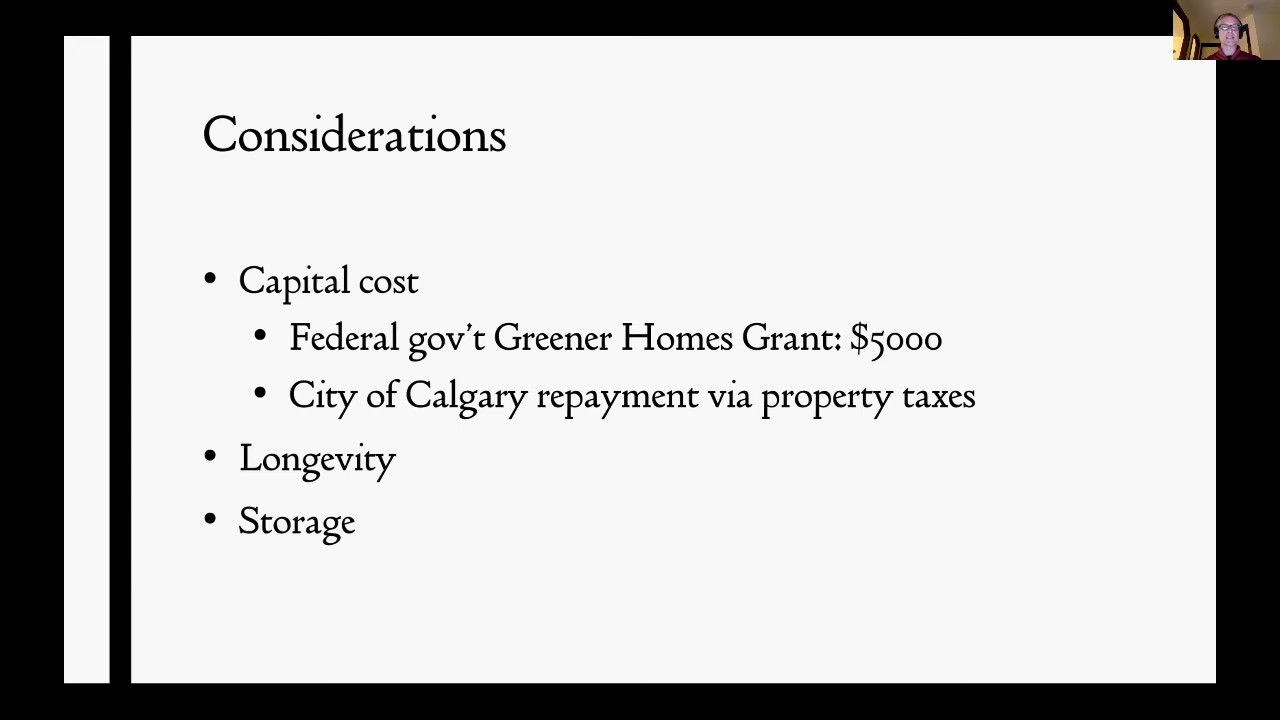 Considerations
• Capital cost
• Federal gov't Greener Homes Grant: $5000
• City of Calgary repayment via property taxes
• Longevity
• Storage